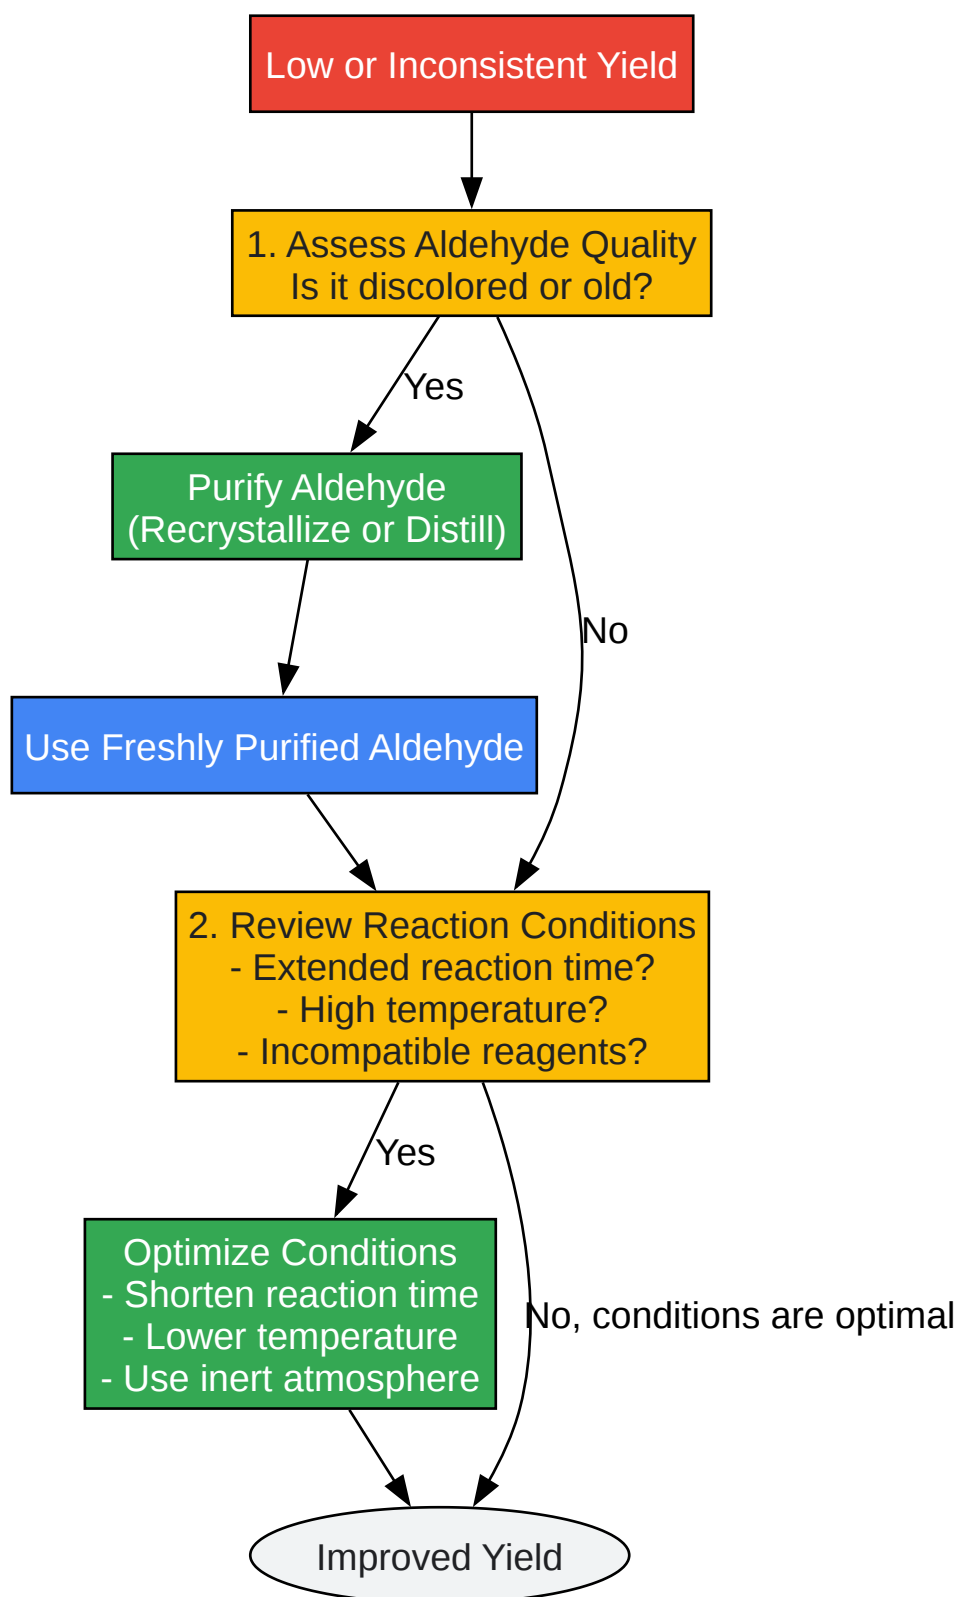 Low or Inconsistent Yield
1. Assess Aldehyde Quality
Is it discolored or old?
Yes
Purify Aldehyde
(Recrystallize or Distill)
No
Use Freshly Purified Aldehyde
2. Review Reaction Conditions
- Extended reaction time?
- High temperature?
- Incompatible reagents?
Yes
Optimize Conditions
- Shorten reaction time
- Lower temperature
- Use inert atmosphere
No, conditions are optimal
Improved Yield